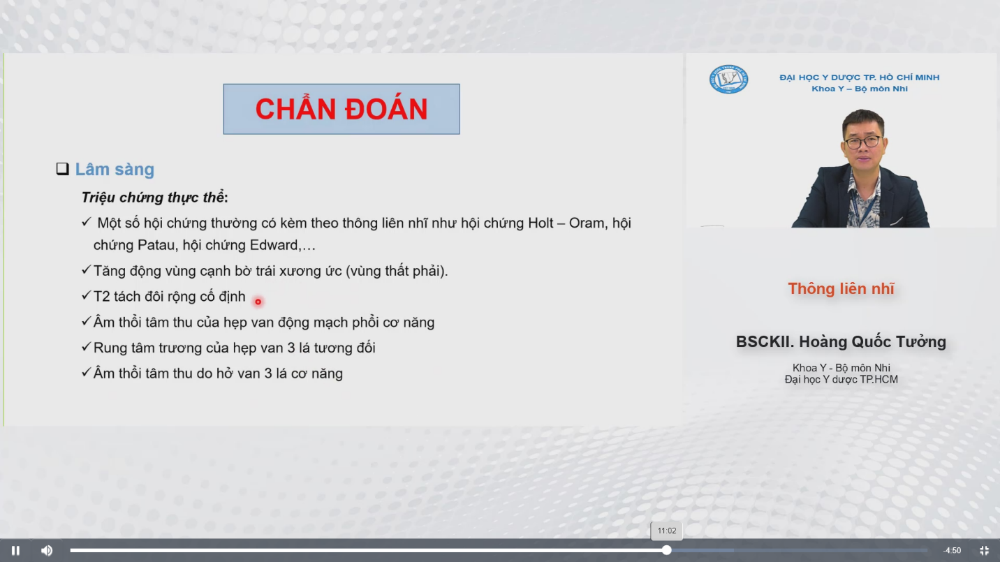 CHẨN ĐOÁN
Lâm sàng
Triệu chứng thực thể:
Một số hội chứng thường có kèm theo thông liên nhĩ như hội chứng Holt – Oram, hội
chứng Patau, hội chứng Edward,…
Tăng động vùng cạnh bờ trái xương ức (vùng thất phải).
T2 tách đôi rộng cố định
Âm thổi tâm thu của hẹp van động mạch phổi cơ năng
Rung tâm trương của hẹp van 3 lá tương đối
Âm thổi tâm thu do hở van 3 lá cơ năng
ĐẠI HỌC Y DƯỢC TP. HỒ CHÍ MINH
Khoa Y – Bộ môn Nhi
Thông liên nhĩ
BSCKII. Hoàng Quốc Tưởng
Khoa Y - Bộ môn Nhi
Đại học Y dược TP.HCM
11:02
-4:50